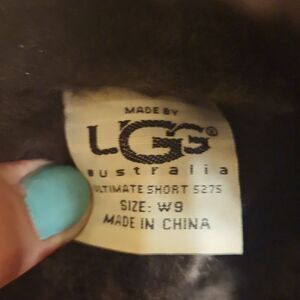 MADE BY
UGG®
australia
ULTIMATE SHORT 5275
SIZE: W9
MADE IN CHINA